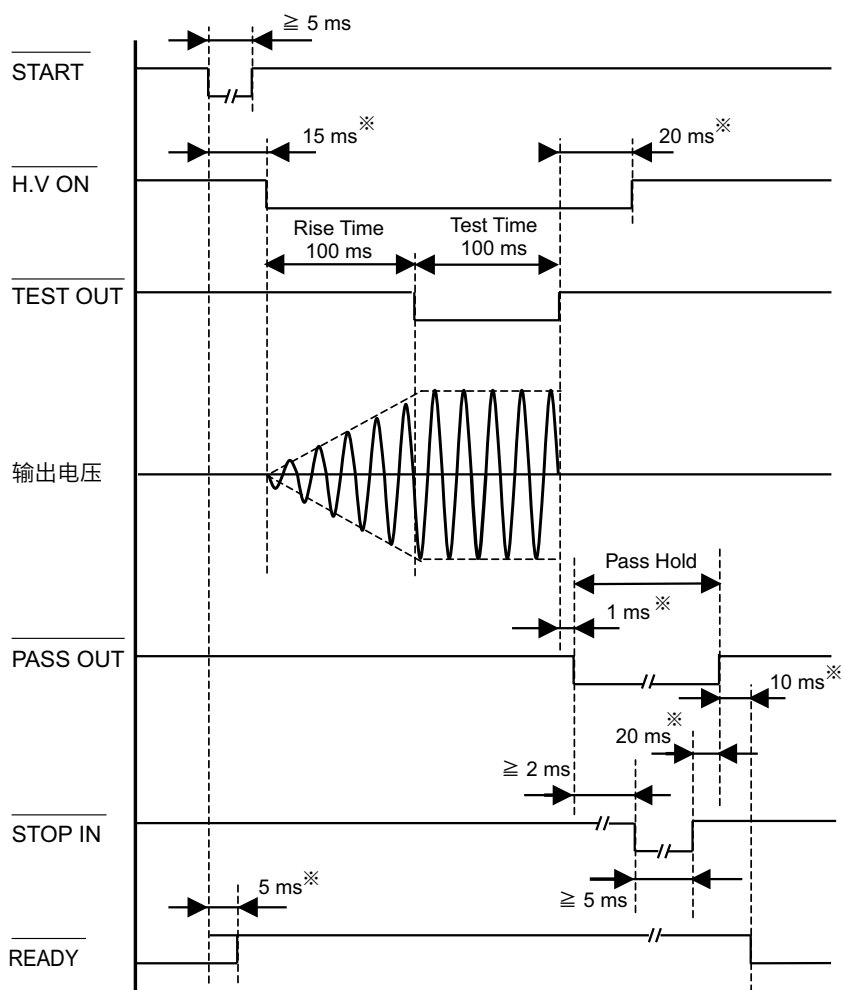 ≧ 5 ms
START
15 ms※
20 ms※
H.V ON
Rise Time
100 ms
Test Time
100 ms
TEST OUT
输出电压
Pass Hold
1 ms※
PASS OUT
10 ms※
20 ms※
≧ 2 ms
STOP IN
5 ms※
≧ 5 ms
READY